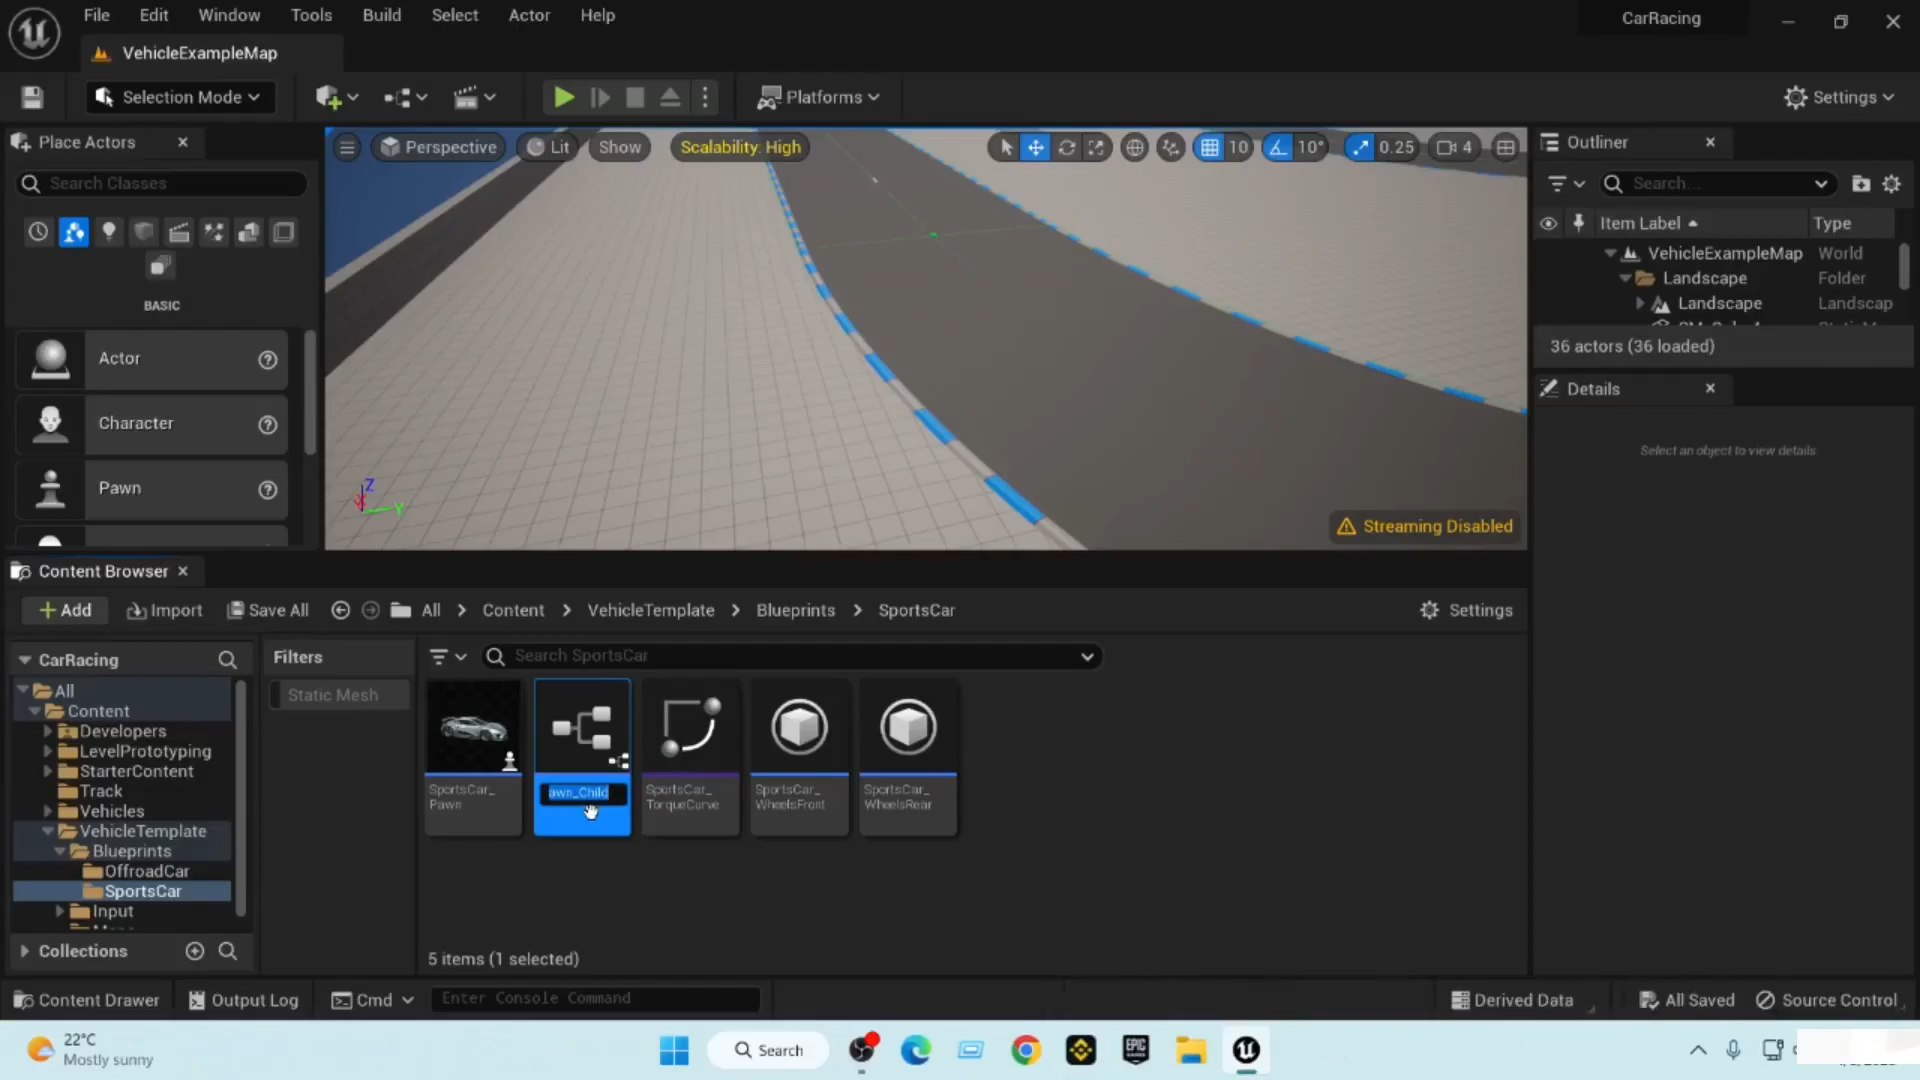 File Edit Window Tools Build Select Actor Help
CarRacing
VehicleExampleMap
Selection Mode
Platforms
Settings
Place Actors
Search Classes
BASIC
Actor
Character
Pawn
Perspective
Lit
Show
Scalability: High
10
10°
0.25
4
Z
X
Y
Streaming Disabled
Outliner
Search...
Item Label
Type
VehicleExampleMap World
Landscape Folder
Landscape Landscap
36 actors (36 loaded)
Details
Select an object to view details
Content Browser
Add
Import
Save All
All > Content > VehicleTemplate > Blueprints > SportsCar
Settings
CarRacing
All
Content
Developers
LevelPrototyping
StarterContent
Track
Vehicles
VehicleTemplate
Blueprints
OffroadCar
SportsCar
Input
Collections
Filters
Static Mesh
Search SportsCar
SportsCar_
Pawn
awn_Child
SportsCar_
TorqueCurve
SportsCar_
WheelsFront
SportsCar_
WheelsRear
5 items (1 selected)
Content Drawer
Output Log
Cmd
Enter Console Command
Derived Data
All Saved
Source Control
22°C
Mostly sunny
Search
EPIC
GAMES